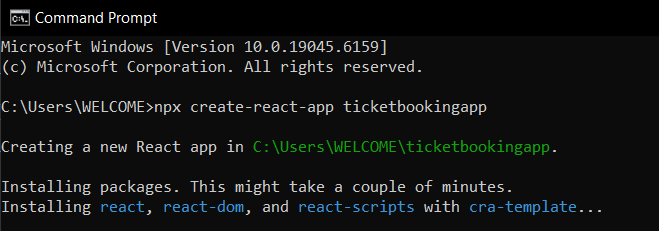 Command Prompt
Microsoft Windows [Version 10.0.19045.6159]
(c) Microsoft Corporation. All rights reserved.
C:\Users\WELCOME>npx create-react-app ticketbookingapp
Creating a new React app in C:\Users\WELCOME\ticketbookingapp.
Installing packages. This might take a couple of minutes.
Installing react, react-dom, and react-scripts with cra-template...